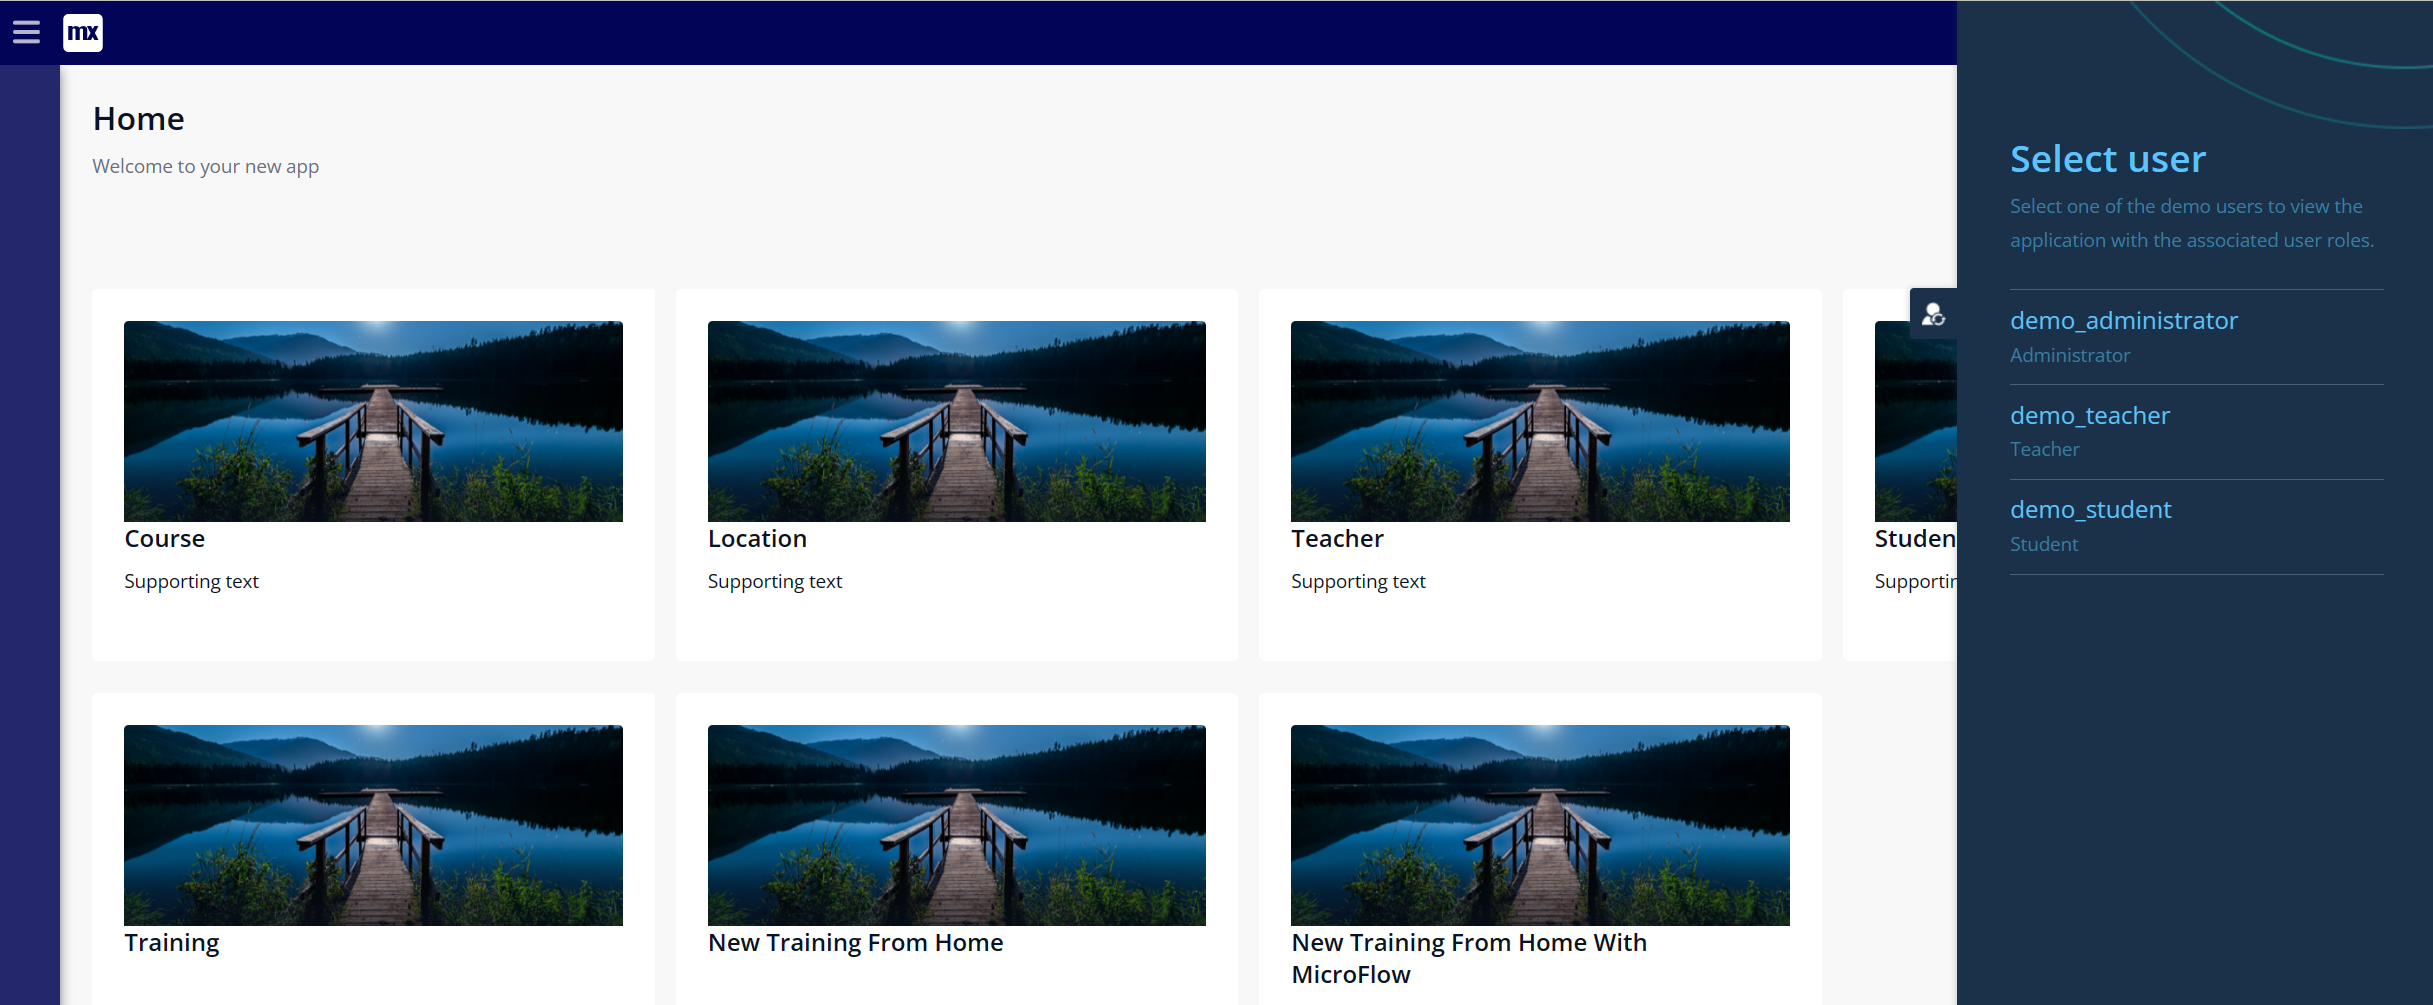 mx
Home
Welcome to your new app
Course
Supporting text
Location
Supporting text
Teacher
Supporting text
Studen
Supportin
Training
New Training From Home
New Training From Home With
MicroFlow
Select user
Select one of the demo users to view the
application with the associated user roles.
demo_administrator
Administrator
demo_teacher
Teacher
demo_student
Student